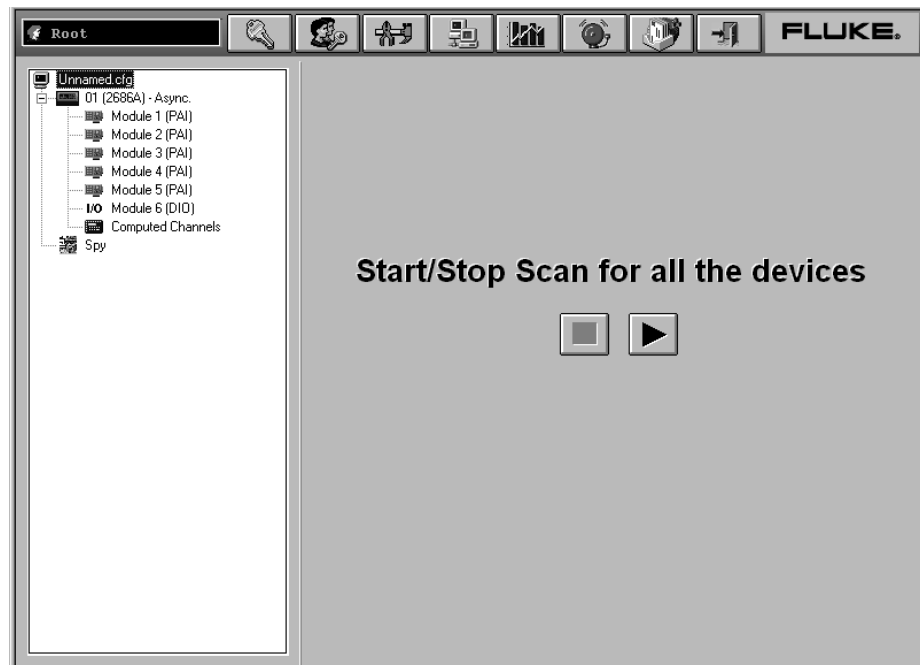 Root
FLUKE®
Unnamed.cfg
01 (2686A) - Async.
Module 1 (PAI)
Module 2 (PAI)
Module 3 (PAI)
Module 4 (PAI)
Module 5 (PAI)
I/O Module 6 (DIO)
Computed Channels
Spy
Start/Stop Scan for all the devices